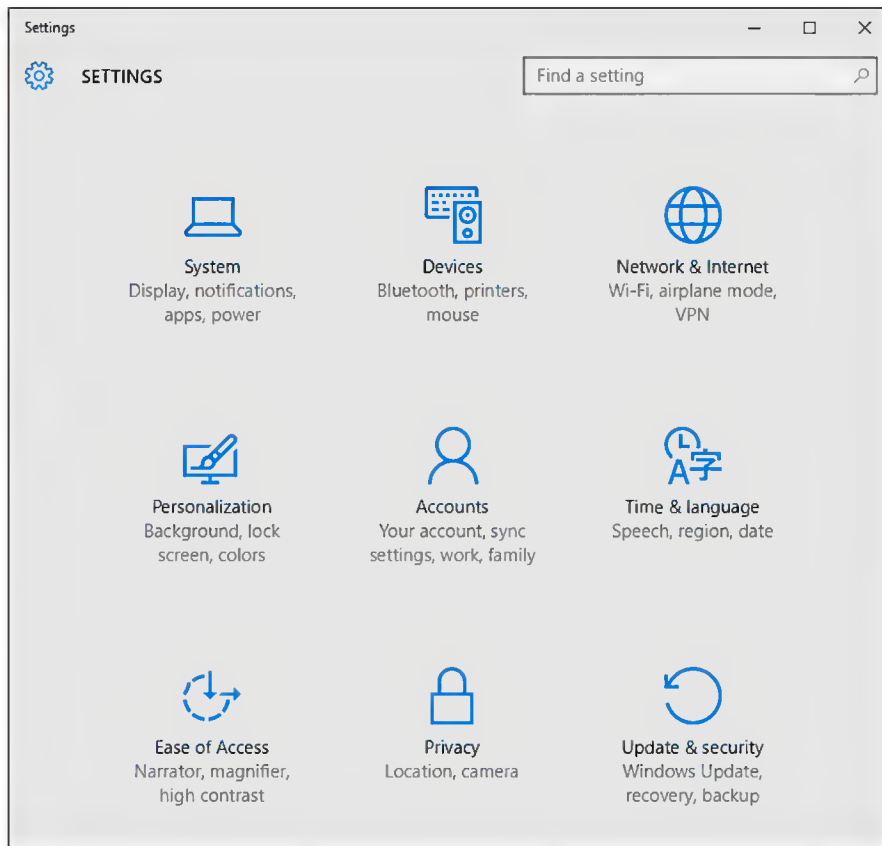 Settings
SETTINGS
Find a setting
System
Display, notifications,
apps, power
Devices
Bluetooth, printers,
mouse
Network & Internet
Wi-Fi, airplane mode,
VPN
Personalization
Background, lock
screen, colors
Accounts
Your account, sync
settings, work, family
Time & language
Speech, region, date
Ease of Access
Narrator, magnifier,
high contrast
Privacy
Location, camera
Update & security
Windows Update,
recovery, backup